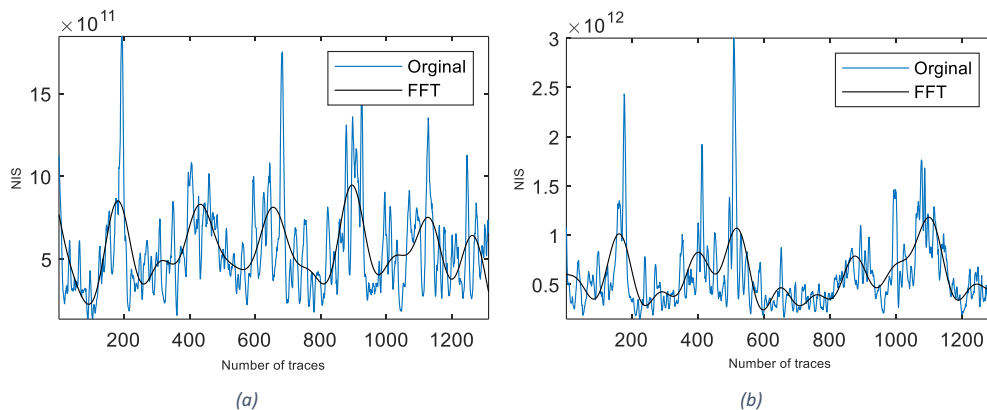 ×10^11
Orginal
FFT
15
10
5
NIS
200 400 600 800 1000 1200
Number of traces
(a)
×10^12
3
Orginal
FFT
2.5
2
1.5
1
0.5
NIS
200 400 600 800 1000 1200
Number of traces
(b)